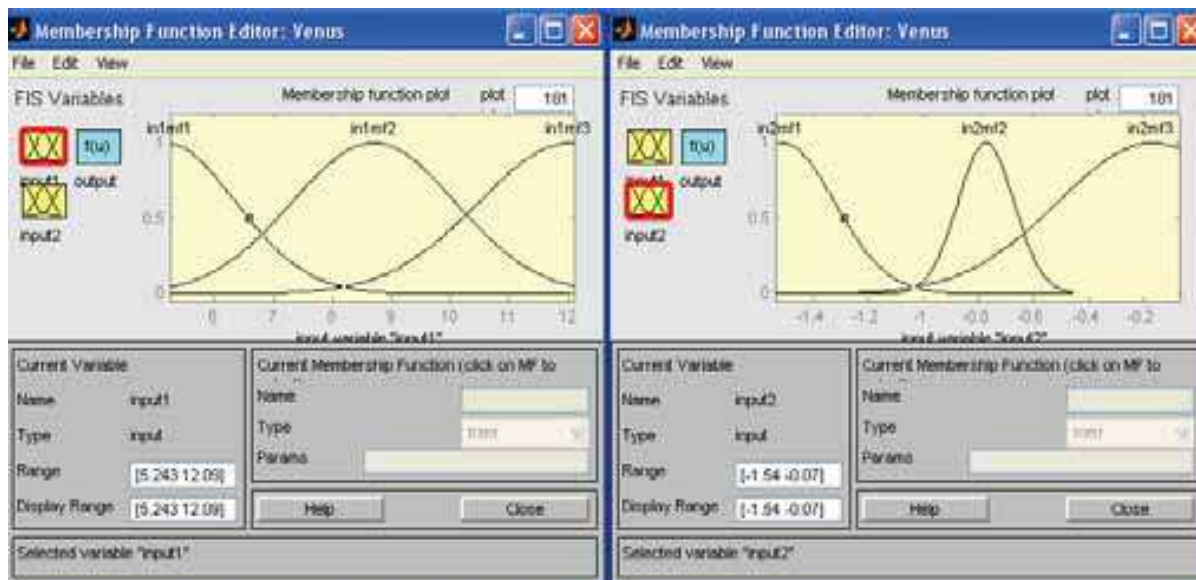 Membership Function Editor: Venus
File Edit View
FIS Variables
Membership function plot plot 181
in1mf1 in1mf2 in1mf3
f(u)
input1 output
input2
1
0.5
0
6 7 8 9 10 11 12
input variable "input1"
Current Variable
Name input1
Type input
Range [5.243 12.09]
Display Range [5.243 12.09]
Current Membership Function (click on MF to
Name
Type
Params
Help Close
Selected variable "input1"
Membership Function Editor: Venus
File Edit View
FIS Variables
Membership function plot plot 181
in2mf1 in2mf2 in2mf3
f(u)
input1 output
input2
1
0.5
0
-1.4 -1.2 -1 -0.8 -0.6 -0.4 -0.2
input variable "input2"
Current Variable
Name input2
Type input
Range [-1.54 -0.07]
Display Range [-1.54 -0.07]
Current Membership Function (click on MF to
Name
Type
Params
Help Close
Selected variable "input2"